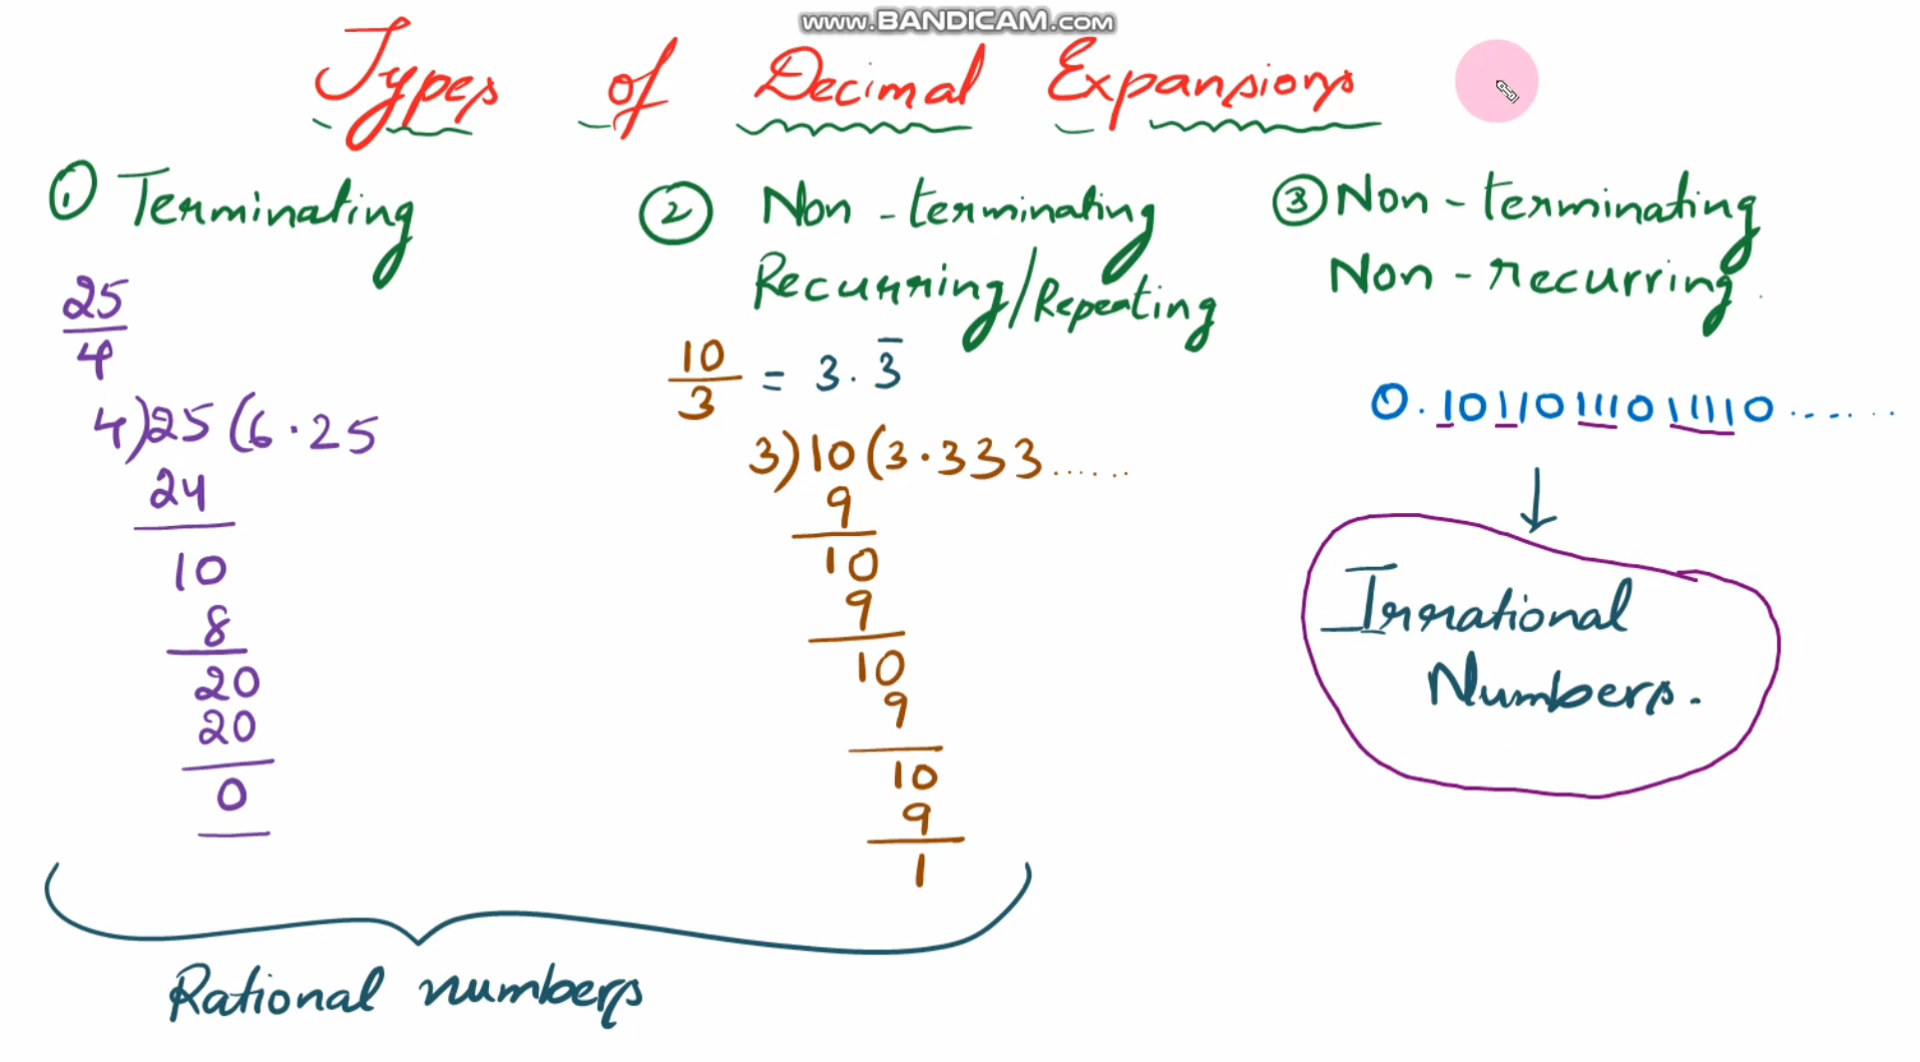 www.BANDICAM.com
Types of Decimal Expansions
① Terminating
25
4
4)25(6.25
24
10
8
20
20
0
② Non-terminating
Recurring/Repeating
10
3
= 3.3̅
3)10(3.333......
9
10
9
10
9
10
9
1
Rational numbers
③ Non-terminating
Non-recurring
0.10110111011110......
↓
Irrational
Numbers.